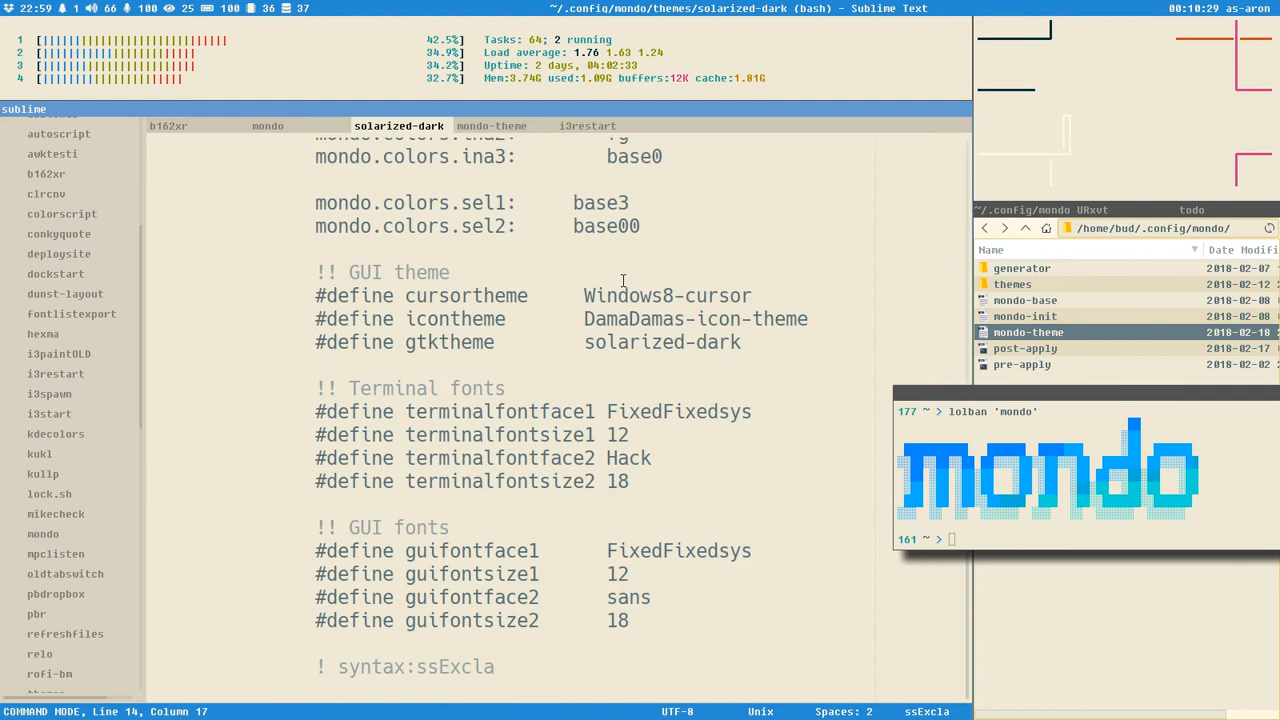 22:59 1 66 100 25 100 36 37
~/.config/mondo/themes/solarized-dark (bash) - Sublime Text
00:10:29 as-aron
1 [ 42.5%]
2 [ 34.9%]
3 [ 34.2%]
4 [ 32.7%]
Tasks: 64; 2 running
Load average: 1.76 1.63 1.24
Uptime: 2 days, 04:02:33
Mem:3.74G used:1.09G buffers:12K cache:1.81G
sublime
autoscript
awktesti
b162xr
clrcnv
colorscript
conkyquote
deploysite
dockstart
dunst-layout
fontlistexport
hexma
i3paintOLD
i3restart
i3spawn
i3start
kdecolors
kukl
kullp
lock.sh
mikecheck
mondo
mpclisten
oldtabswitch
pbdropbox
pbr
refreshfiles
relo
rofi-bm
b162xr mondo solarized-dark mondo-theme i3restart
mondo.colors.ina3: base0
mondo.colors.sel1: base3
mondo.colors.sel2: base00
!! GUI theme
#define cursortheme Windows8-cursor
#define icontheme DamaDamas-icon-theme
#define gtktheme solarized-dark
!! Terminal fonts
#define terminalfontface1 FixedFixedsys
#define terminalfontsize1 12
#define terminalfontface2 Hack
#define terminalfontsize2 18
!! GUI fonts
#define guifontface1 FixedFixedsys
#define guifontsize1 12
#define guifontface2 sans
#define guifontsize2 18
! syntax:ssExcla
~/.config/mondo URxvt todo
/home/bud/.config/mondo/
Name Date Modifi
generator 2018-02-07
themes 2018-02-12
mondo-base 2018-02-08
mondo-init 2018-02-08
mondo-theme 2018-02-18
post-apply 2018-02-17
pre-apply 2018-02-02
177 ~ > lolban 'mondo'
mondo
161 ~ >
COMMAND MODE, Line 14, Column 17
UTF-8 Unix Spaces: 2 ssExcla